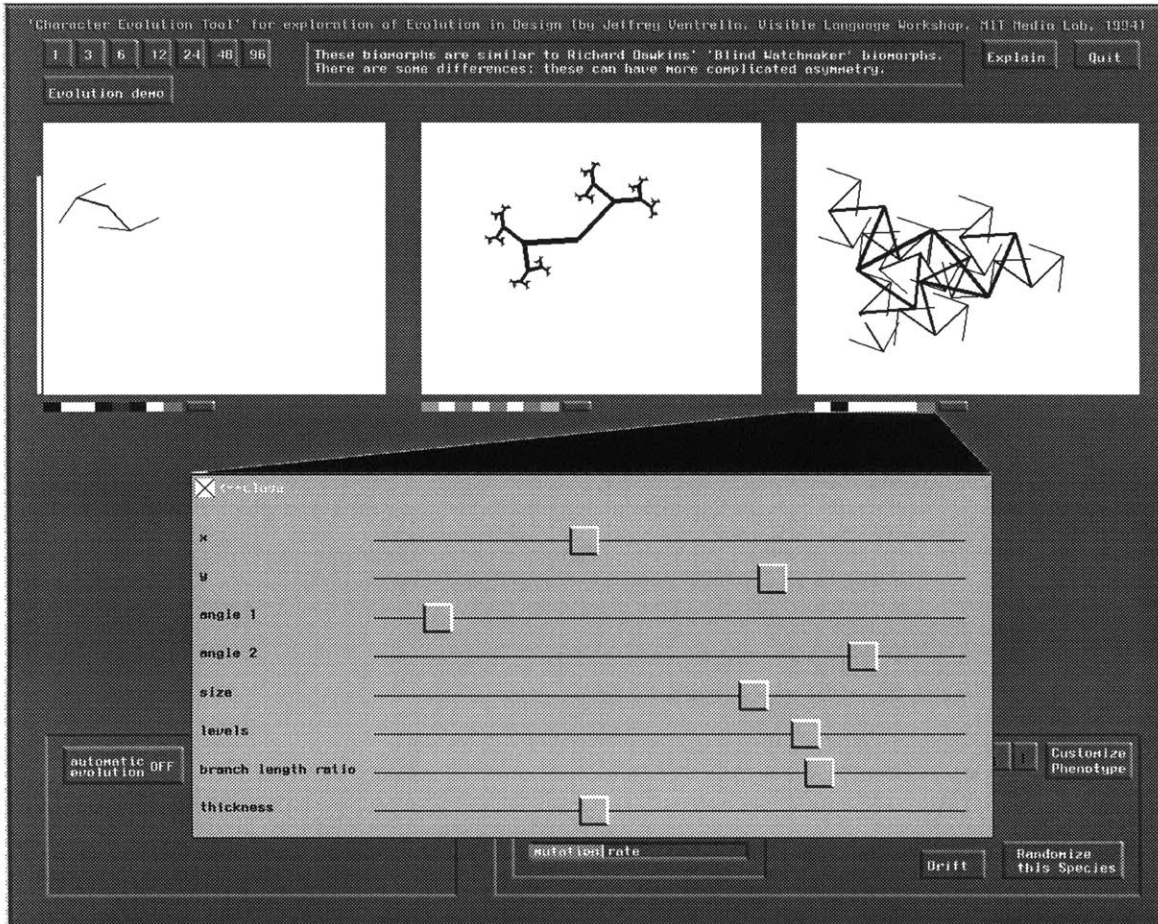 'Character Evolution Tool' for exploration of Evolution in Design (by Jeffrey Ventrella, Visible Language Workshop, MIT Media Lab, 1994)
1 3 6 12 24 48 96
These biomorphs are similar to Richard Dawkins' 'Blind Watchmaker' biomorphs.
There are some differences: these can have more complicated asymmetry.
Explain Quit
Evolution demo
x
y
angle 1
angle 2
size
levels
branch length ratio
thickness
automatic
evolution OFF
Customize
Phenotype
mutation rate
Drift
Randomize
this Species